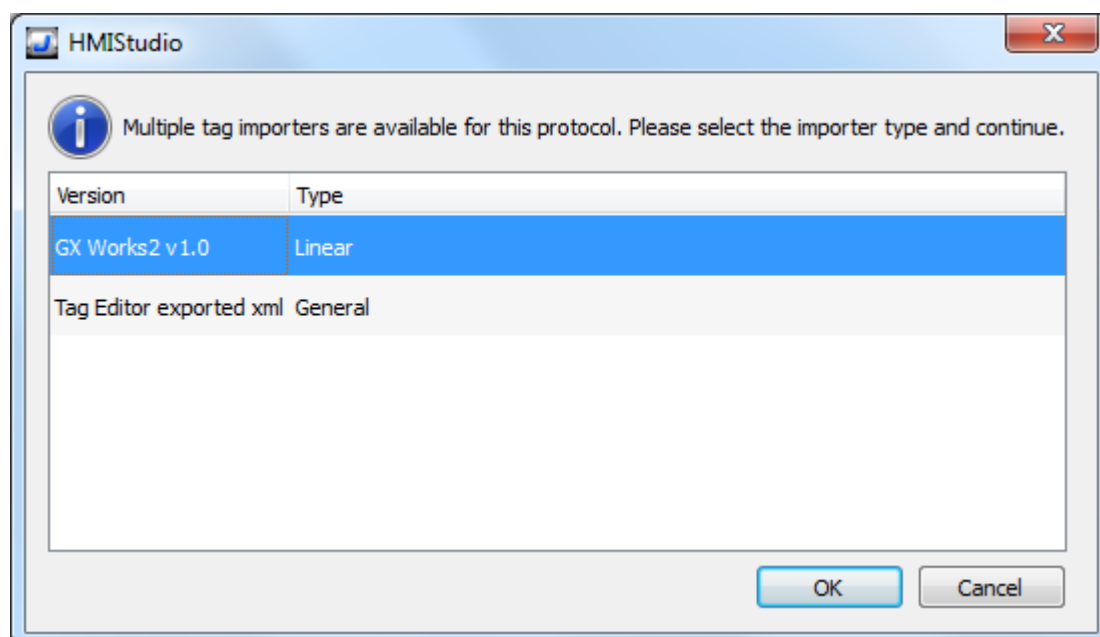 HMIStudio
Multiple tag importers are available for this protocol. Please select the importer type and continue.
Version Type
GX Works2 v1.0 Linear
Tag Editor exported xml General
OK Cancel